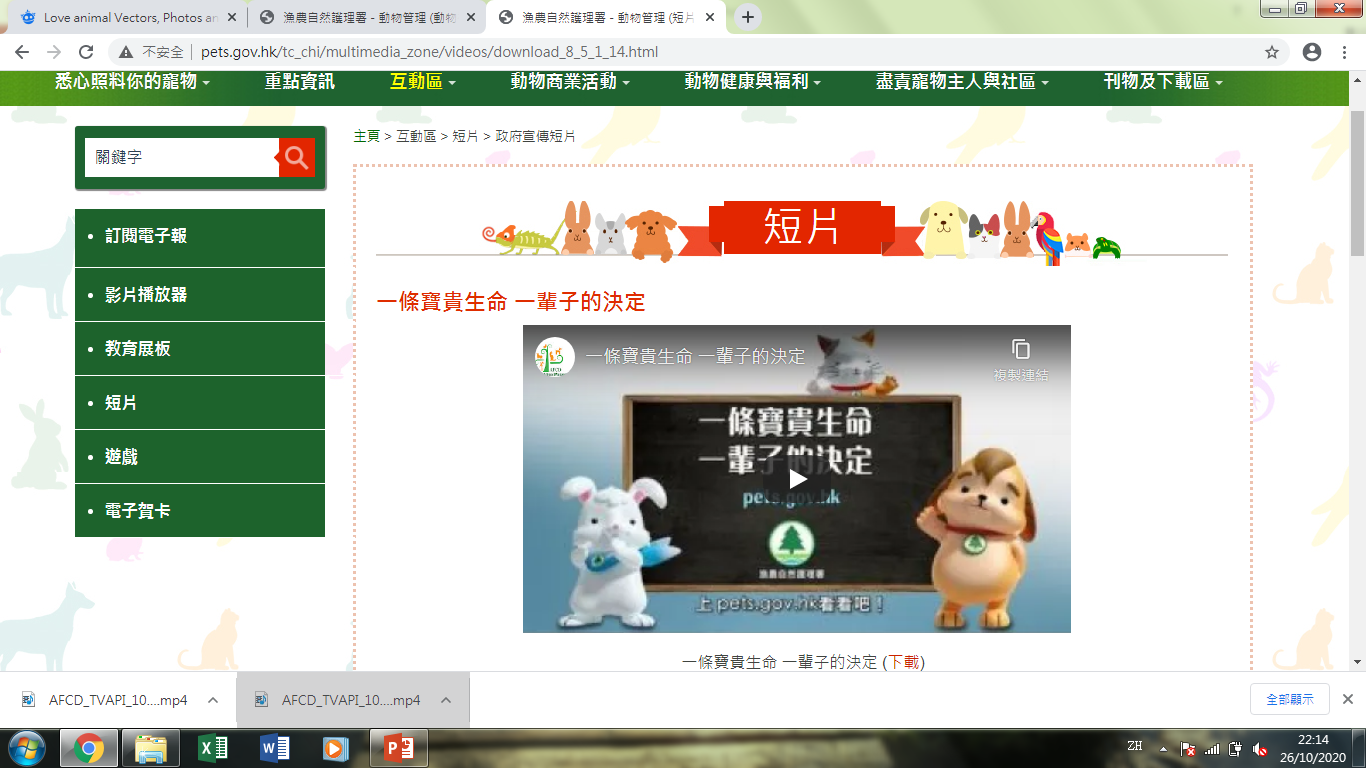 Love animal Vectors, Photos an
漁農自然護理署 - 動物管理 (動物
漁農自然護理署 - 動物管理 (短片
不安全
pets.gov.hk/tc_chi/multimedia_zone/videos/download_8_5_1_14.html
悉心照料你的寵物
重點資訊
互動區
動物商業活動
動物健康與福利
盡責寵物主人與社區
刊物及下載區
關鍵字
主頁 > 互動區 > 短片 > 政府宣傳短片
訂閱電子報
影片播放器
教育展板
短片
遊戲
電子賀卡
短片
一條寶貴生命 一輩子的決定
AFCD
一條寶貴生命 一輩子的決定
複製連結
一條寶貴生命
一輩子的決定
pets.gov.hk
漁農自然護理署
上 pets.gov.hk看看吧！
一條寶貴生命 一輩子的決定 (下載)
AFCD_TVAPI_10....mp4
AFCD_TVAPI_10....mp4
全部顯示
ZH
22:14
26/10/2020